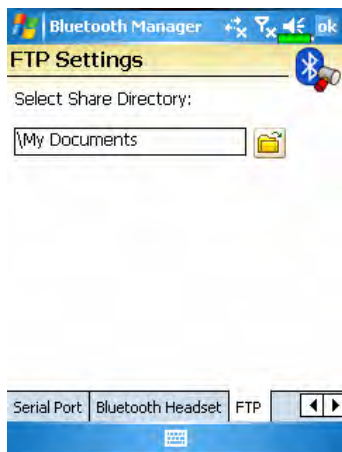 Bluetooth Manager ok
FTP Settings
Select Share Directory:
\My Documents
Serial Port Bluetooth Headset FTP